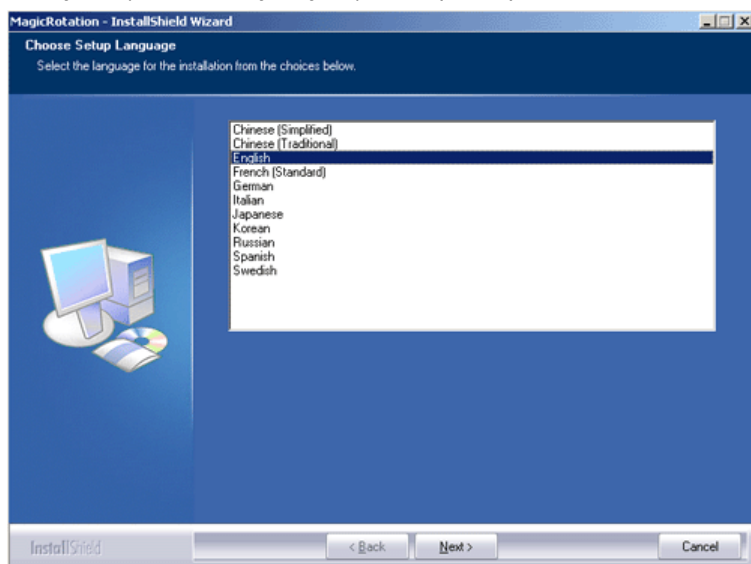 MagicRotation - InstallShield Wizard
Choose Setup Language
Select the language for the installation from the choices below.
Chinese (Simplified)
Chinese (Traditional)
English
French (Standard)
German
Italian
Japanese
Korean
Russian
Spanish
Swedish
InstallShield
< Back
Next >
Cancel